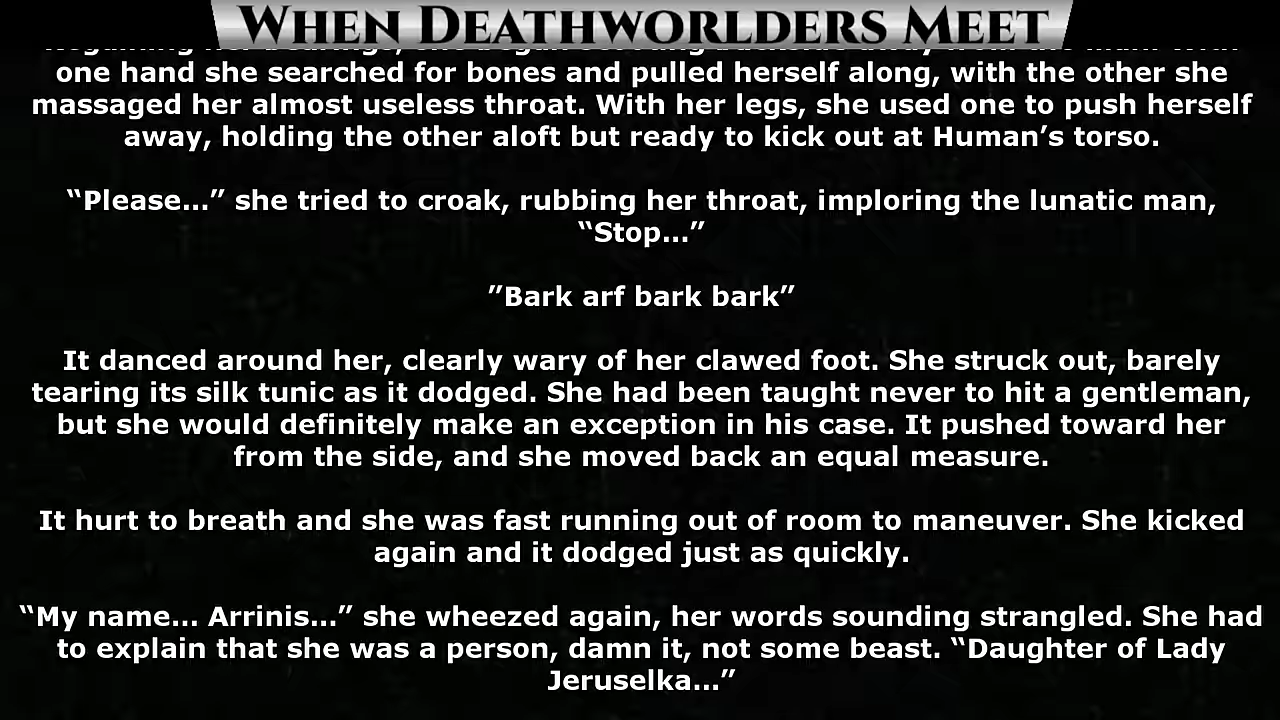 WHEN DEATHWORLDERS MEET
one hand she searched for bones and pulled herself along, with the other she
massaged her almost useless throat. With her legs, she used one to push herself
away, holding the other aloft but ready to kick out at Human’s torso.
“Please...” she tried to croak, rubbing her throat, imploring the lunatic man,
“Stop...”
”Bark arf bark bark”
It danced around her, clearly wary of her clawed foot. She struck out, barely
tearing its silk tunic as it dodged. She had been taught never to hit a gentleman,
but she would definitely make an exception in his case. It pushed toward her
from the side, and she moved back an equal measure.
It hurt to breath and she was fast running out of room to maneuver. She kicked
again and it dodged just as quickly.
“My name... Arrinis...” she wheezed again, her words sounding strangled. She had
to explain that she was a person, damn it, not some beast. “Daughter of Lady
Jeruselka...”